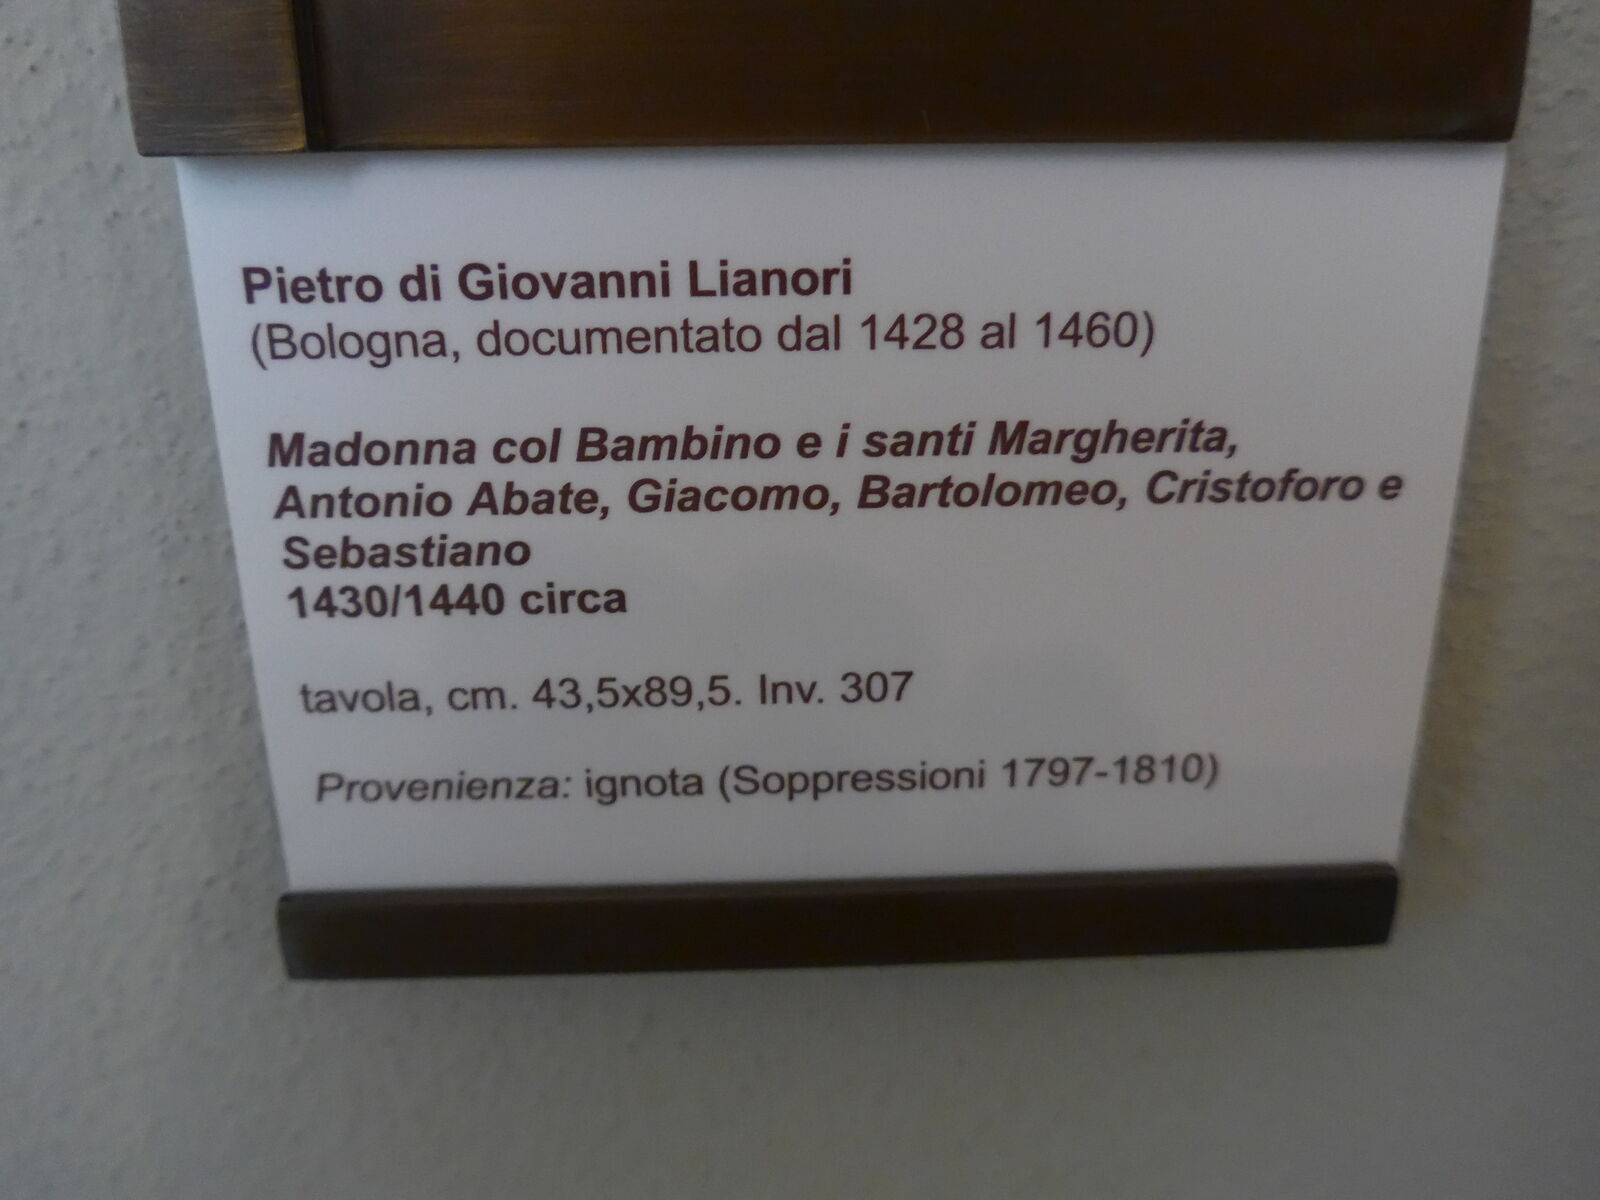 Pietro di Giovanni Lianori
(Bologna, documentato dal 1428 al 1460)
Madonna col Bambino e i santi Margherita,
Antonio Abate, Giacomo, Bartolomeo, Cristoforo e
Sebastiano
1430/1440 circa
tavola, cm. 43,5x89,5. Inv. 307
Provenienza: ignota (Soppressioni 1797-1810)